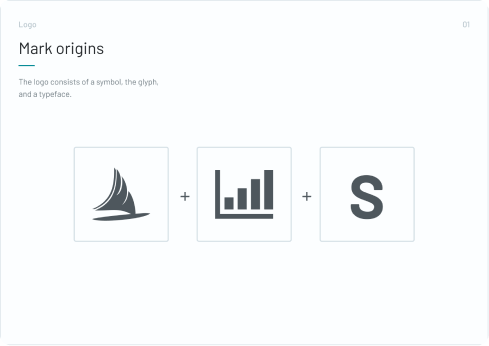 Logo
01
Mark origins
The logo consists of a symbol, the glyph,
and a typeface.
+
+
S